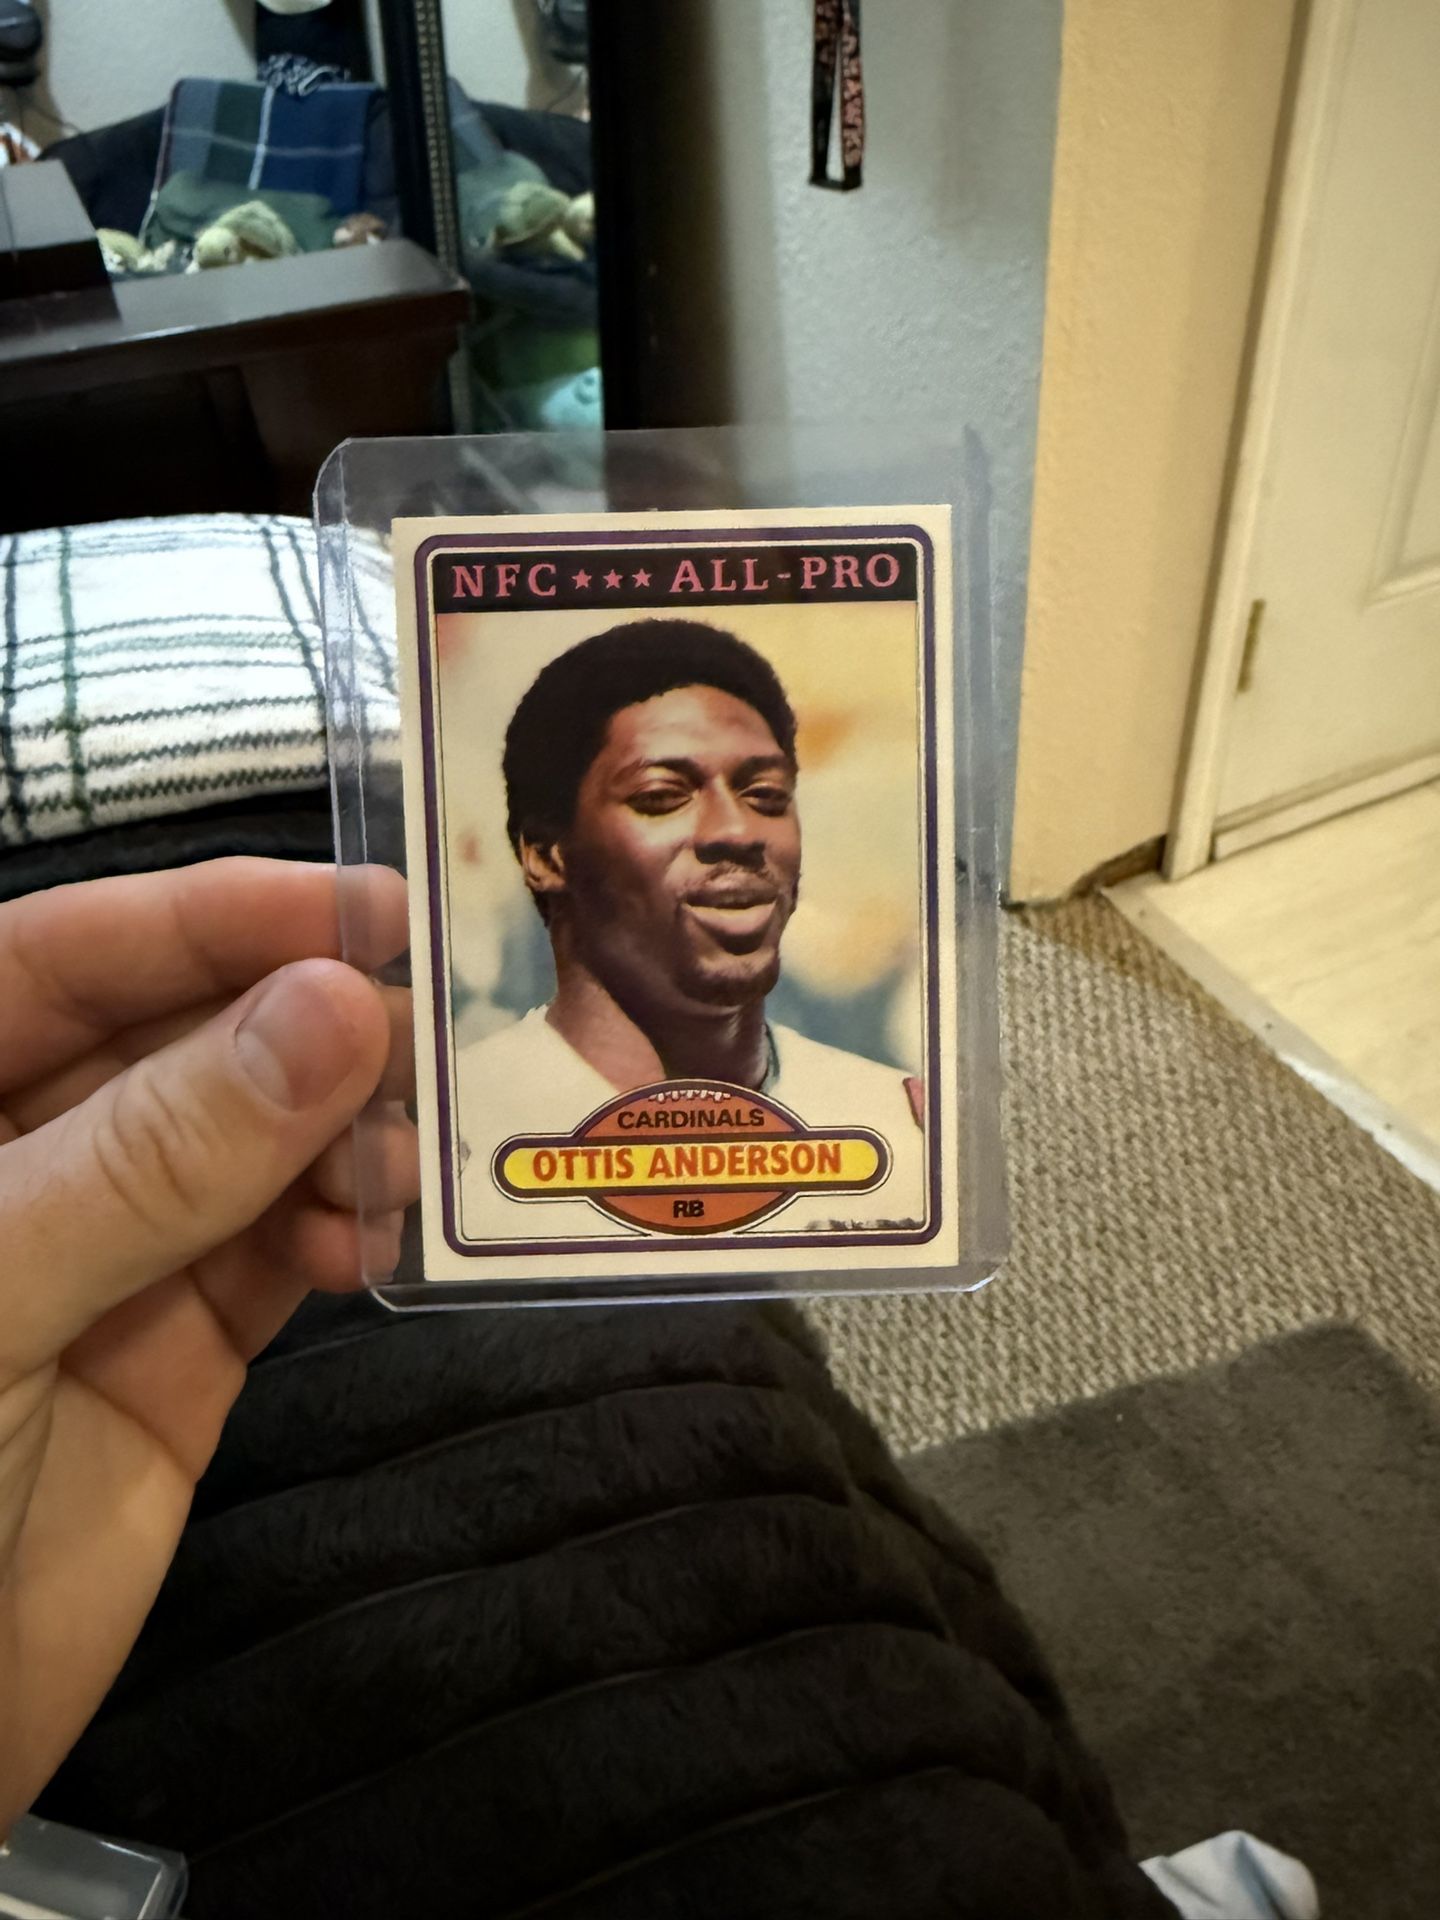 NFC ★★★ ALL-PRO
CARDINALS
OTTIS ANDERSON
RB